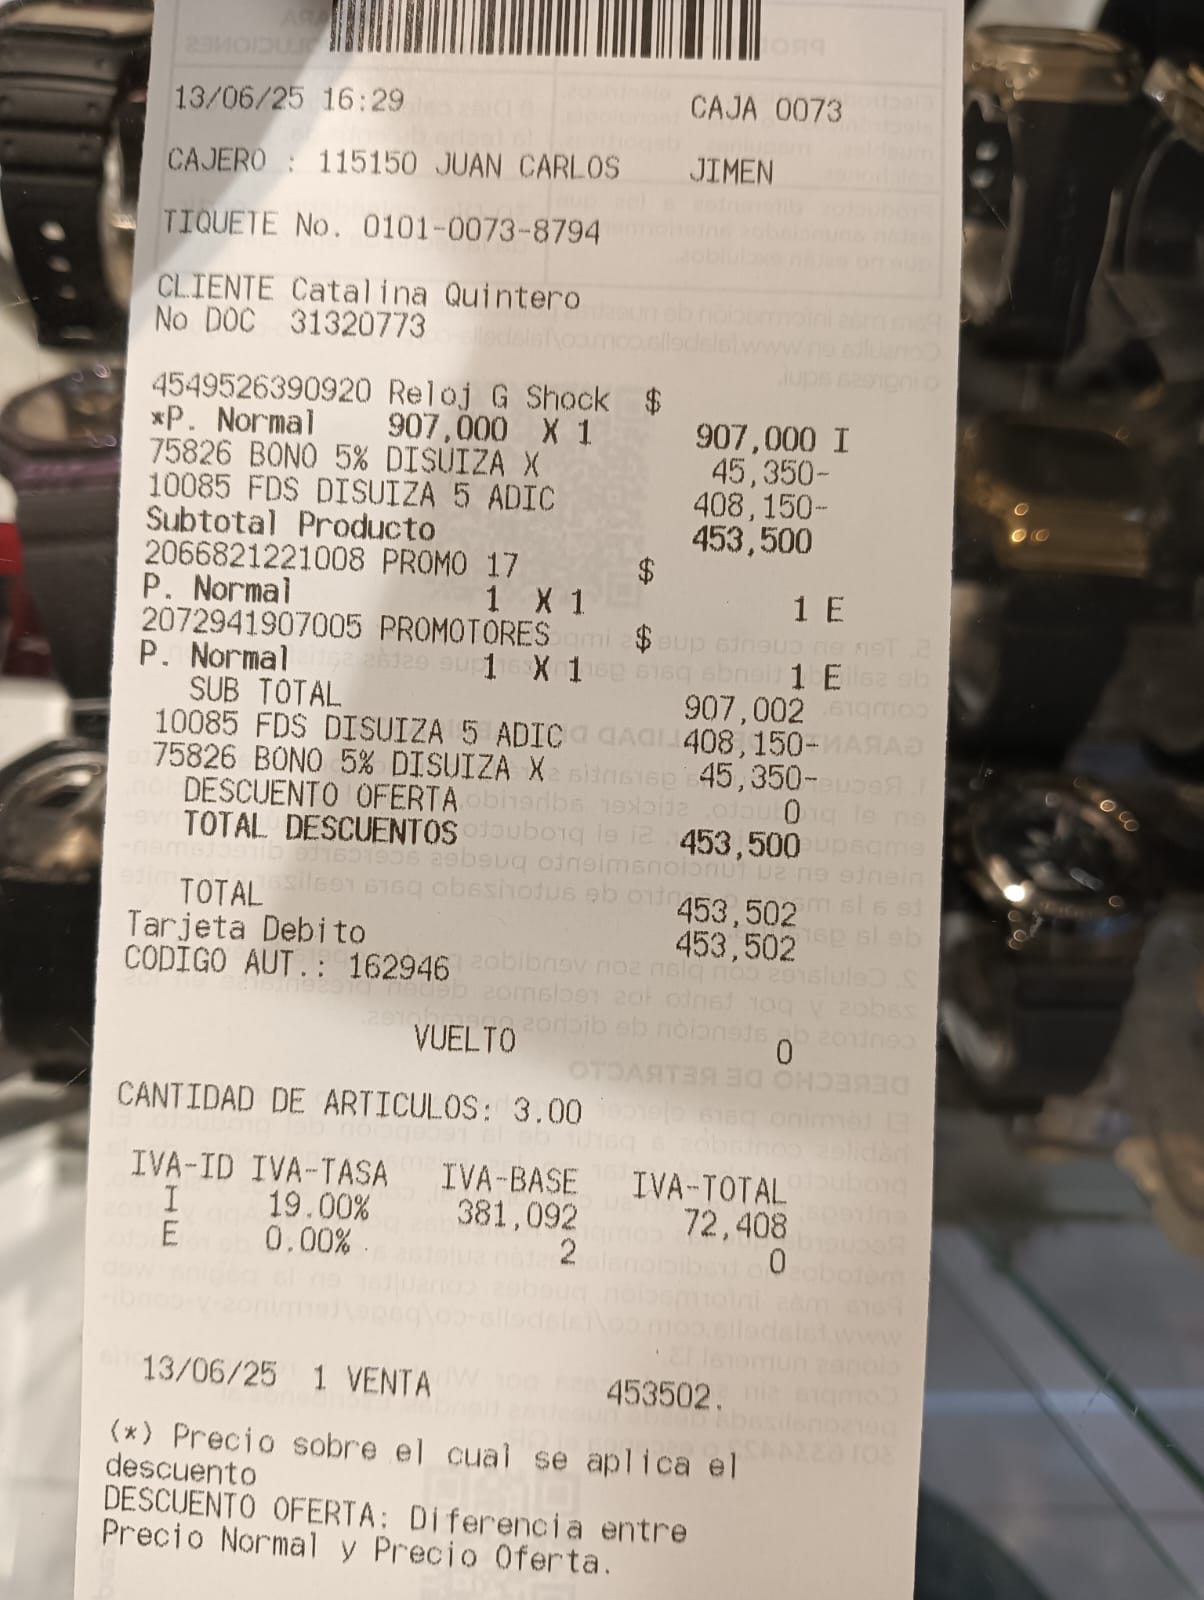 13/06/25 16:29 CAJA 0073
CAJERO : 115150 JUAN CARLOS JIMEN
TIQUETE No. 0101-0073-8794
CLIENTE Catalina Quintero
No DOC 31320773
4549526390920 Reloj G Shock $
*P. Normal 907,000 X 1 907,000 I
75826 BONO 5% DISUIZA X 45,350-
10085 FDS DISUIZA 5 ADIC 408,150-
Subtotal Producto 453,500
2066821221008 PROMO 17 $
P. Normal 1 X 1 1 E
2072941907005 PROMOTORES $
P. Normal 1 X 1 1 E
SUB TOTAL 907,002
10085 FDS DISUIZA 5 ADIC 408,150-
75826 BONO 5% DISUIZA X 45,350-
DESCUENTO OFERTA 0
TOTAL DESCUENTOS 453,500
TOTAL 453,502
Tarjeta Debito 453,502
CODIGO AUT.: 162946
VUELTO 0
CANTIDAD DE ARTICULOS: 3.00
IVA-ID IVA-TASA IVA-BASE IVA-TOTAL
I 19.00% 381,092 72,408
E 0.00% 2 0
13/06/25 1 VENTA 453502.
(*) Precio sobre el cual se aplica el
descuento
DESCUENTO OFERTA: Diferencia entre
Precio Normal y Precio Oferta.